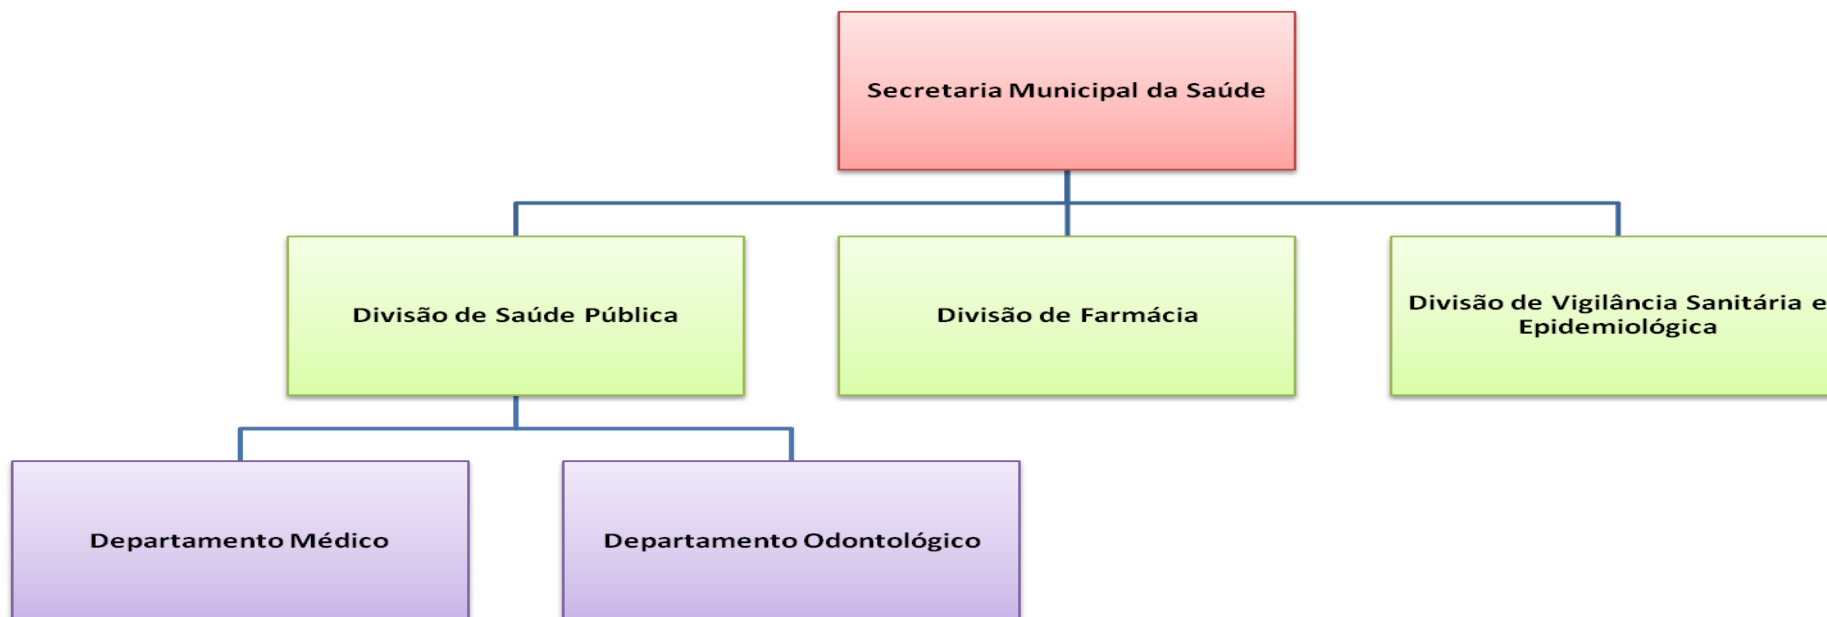 Secretaria Municipal da Saúde
Divisão de Saúde Pública
Divisão de Farmácia
Divisão de Vigilância Sanitária e
Epidemiológica
Departamento Médico
Departamento Odontológico